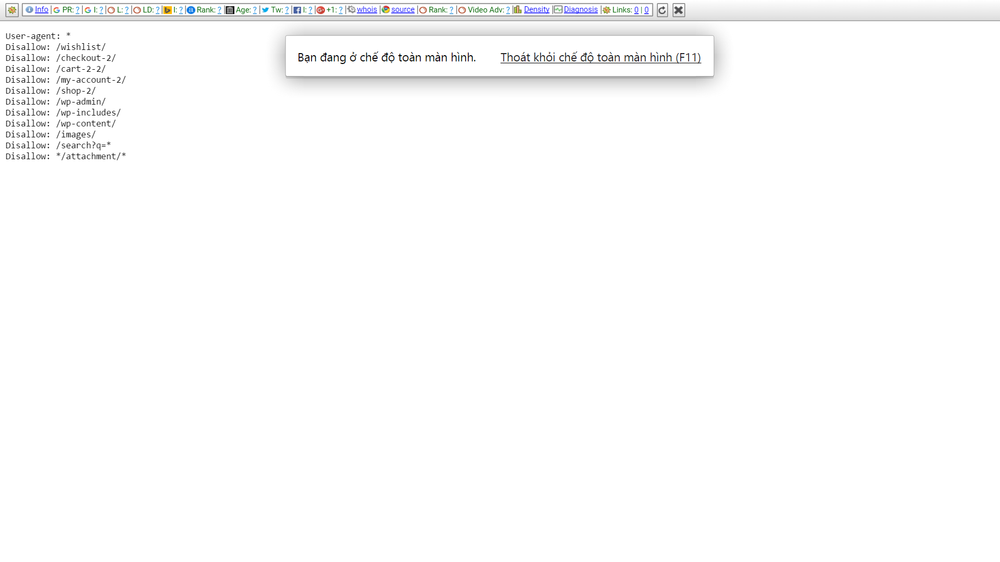 Info | PR: ? | I: ? | L: ? | LD: ? | I: ? | Rank: ? | Age: ? | Tw: ? | I: ? | +1: ? | whois | source | Rank: ? | Video Adv: ? | Density | Diagnosis | Links: 0 | 0
Bạn đang ở chế độ toàn màn hình. Thoát khỏi chế độ toàn màn hình (F11)
User-agent: *
Disallow: /wishlist/
Disallow: /checkout-2/
Disallow: /cart-2-2/
Disallow: /my-account-2/
Disallow: /shop-2/
Disallow: /wp-admin/
Disallow: /wp-includes/
Disallow: /wp-content/
Disallow: /images/
Disallow: /search?q=*
Disallow: */attachment/*